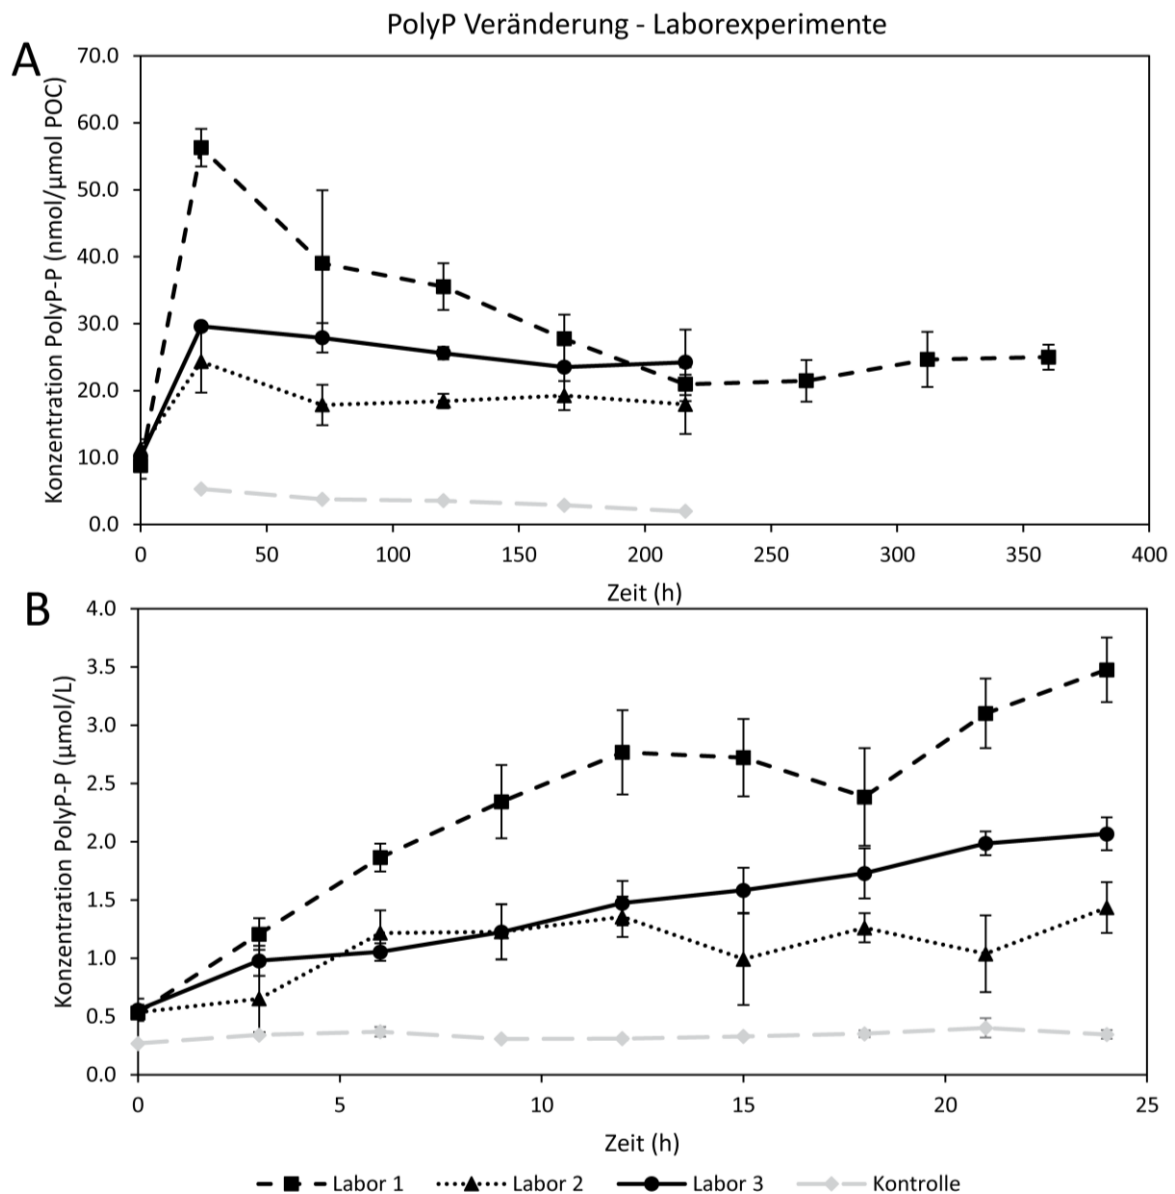 PolyP Veränderung - Laborexperimente
A
Konzentration PolyP-P (nmol/µmol POC)
70.0
60.0
50.0
40.0
30.0
20.0
10.0
0.0
0 50 100 150 200 250 300 350 400
Zeit (h)
B
Konzentration PolyP-P (µmol/L)
4.0
3.5
3.0
2.5
2.0
1.5
1.0
0.5
0.0
0 5 10 15 20 25
Zeit (h)
Labor 1 Labor 2 Labor 3 Kontrolle